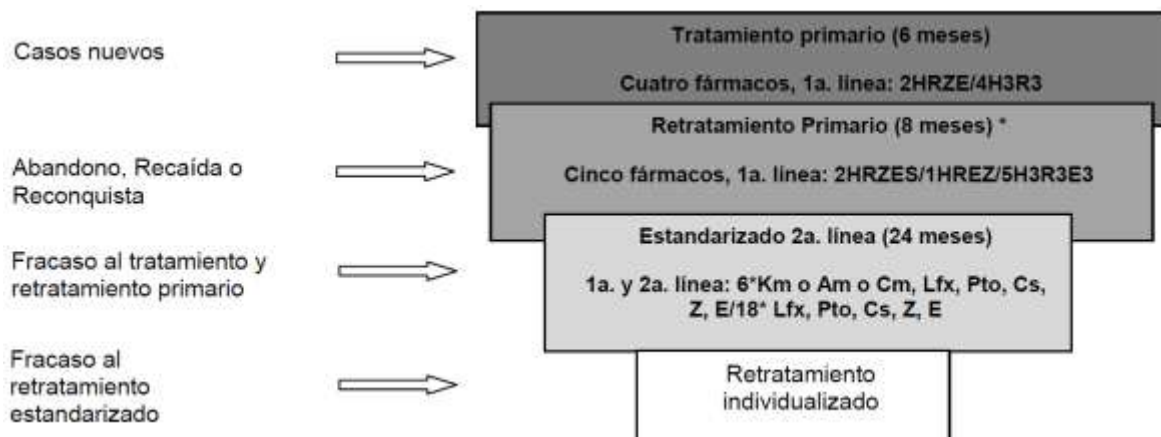 Casos nuevos
Tratamiento primario (6 meses)
Cuatro fármacos, 1a. línea: 2HRZE/4H3R3
Abandono, Recaída o
Reconquista
Retratamiento Primario (8 meses) *
Cinco fármacos, 1a. línea: 2HRZES/1HREZ/5H3R3E3
Fracaso al tratamiento y
retratamiento primario
Estandarizado 2a. línea (24 meses)
1a. y 2a. línea: 6*Km o Am o Cm, Lfx, Pto, Cs,
Z, E/18* Lfx, Pto, Cs, Z, E
Fracaso al
retratamiento
estandarizado
Retratamiento
individualizado